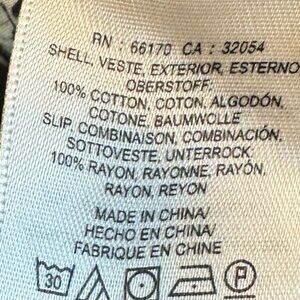 RN : 66170 CA : 32054
SHELL, VESTE, EXTERIOR, ESTERNO
OBERSTOFF:
100% COTTON, COTON, ALGODÓN,
COTONE, BAUMWOLLE
SLIP, COMBINAISON, COMBINACIÓN,
SOTTOVESTE, UNTERROCK:
100% RAYON, RAYONNE, RAYÓN,
RAYON, REYON
MADE IN CHINA/
HECHO EN CHINA/
FABRIQUE EN CHINE
30
P